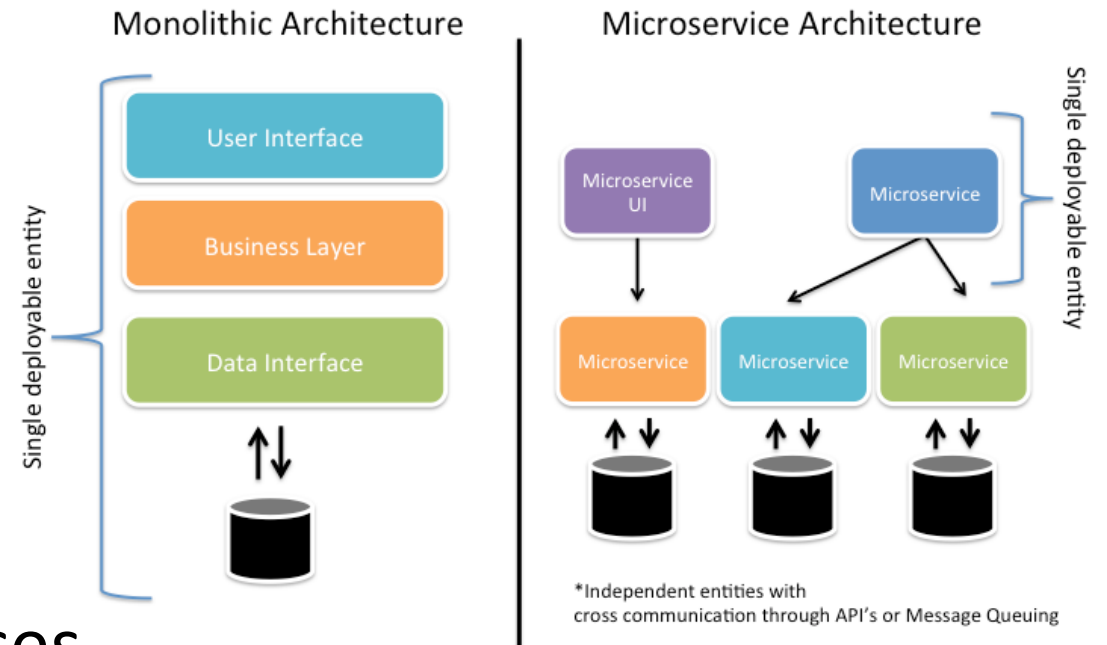 Monolithic Architecture
Single deployable entity
User Interface
Business Layer
Data Interface
Microservice Architecture
Single deployable entity
Microservice
UI
Microservice
Microservice
Microservice
Microservice
*Independent entities with
cross communication through API's or Message Queuing